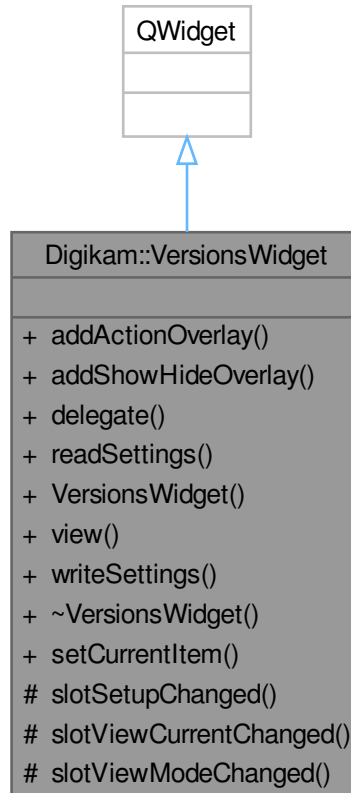 QWidget
Digikam::VersionsWidget
+ addActionOverlay()
+ addShowHideOverlay()
+ delegate()
+ readSettings()
+ VersionsWidget()
+ view()
+ writeSettings()
+ ~VersionsWidget()
+ setCurrentItem()
# slotSetupChanged()
# slotViewCurrentChanged()
# slotViewModeChanged()